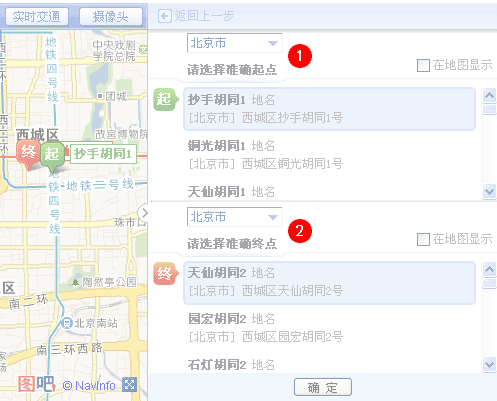 实时交通
摄像头
返回上一步
北京市
1
请选择准确起点
在地图显示
起
抄手胡同1 地名
[北京市] 西城区抄手胡同1号
铜光胡同1 地名
[北京市] 西城区铜光胡同1号
天仙胡同1 地名
北京市
2
请选择准确终点
在地图显示
终
天仙胡同2 地名
[北京市] 西城区天仙胡同2号
园宏胡同2 地名
[北京市] 西城区园宏胡同2号
石灯胡同2 地名
确 定
地铁四号线
中央戏剧学院
团城
故宫博物院
西城区
终
起
抄手胡同1
地铁二号线
地铁四号线
珠市口
陶然亭公园
区
南二环
北京南站
南三环西路
图吧
© NavInfo